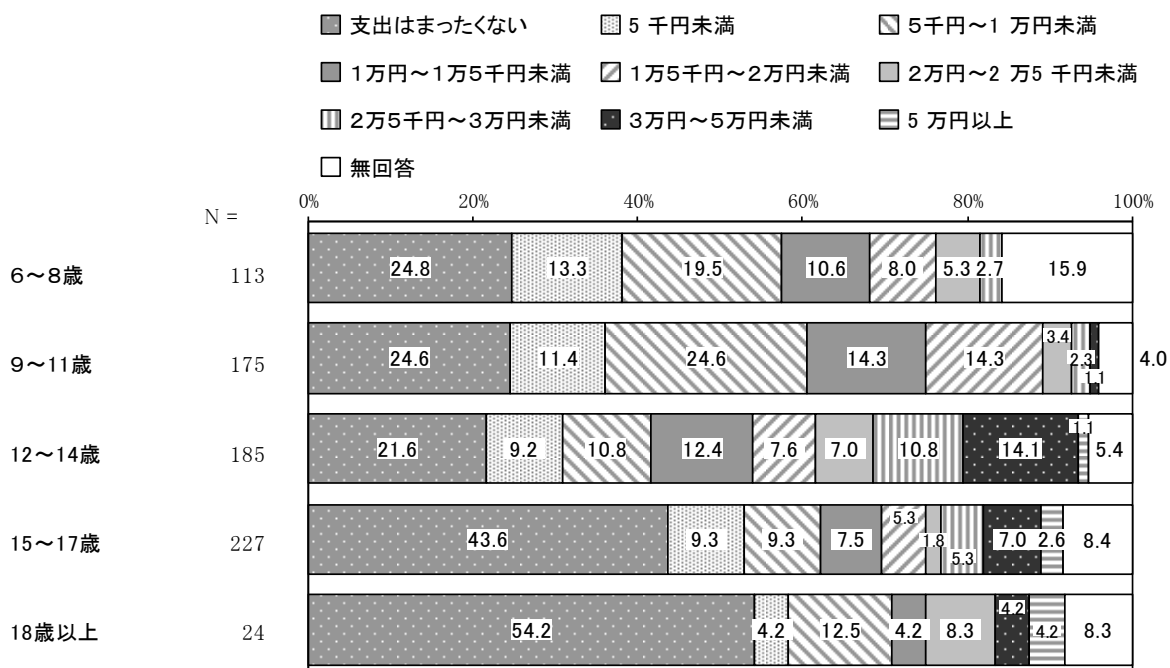 支出はまったくない 5 千円未満 5千円～1 万円未満
1万円～1万5千円未満 1万5千円～2万円未満 2万円～2 万5 千円未満
2万5千円～3万円未満 3万円～5万円未満 5 万円以上
無回答
0% 20% 40% 60% 80% 100%
N =
6～8歳 113 24.8 13.3 19.5 10.6 8.0 5.3 2.7 15.9
9～11歳 175 24.6 11.4 24.6 14.3 14.3 3.4 2.3 1.1 4.0
12～14歳 185 21.6 9.2 10.8 12.4 7.6 7.0 10.8 14.1 1.1 5.4
15～17歳 227 43.6 9.3 9.3 7.5 5.3 1.8 5.3 7.0 2.6 8.4
18歳以上 24 54.2 4.2 12.5 4.2 8.3 4.2 4.2 8.3